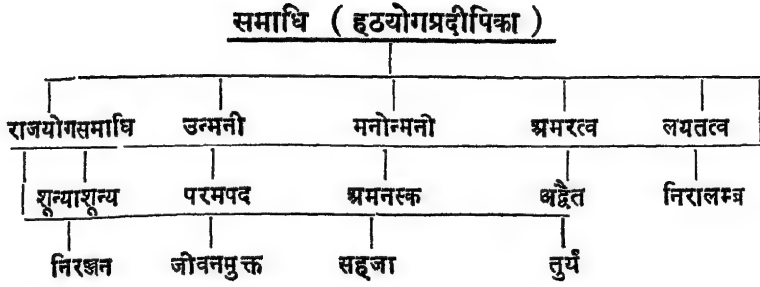 समाधि ( हठयोगप्रदीपिका )
राजयोगसमाधि उन्मनी मनोन्मनो अमरत्व लयतत्व
शून्याशून्य परमपद अमनस्क अद्वैत निरालम्ब
निरञ्जन जीवनमुक्त सहजा तुर्यं